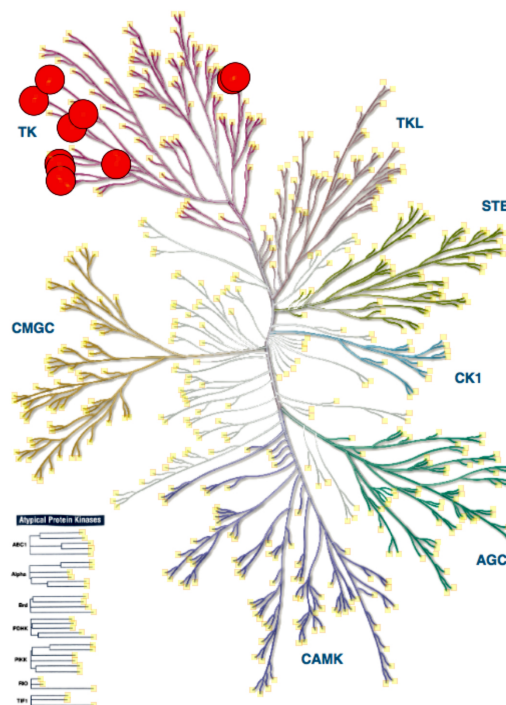 TK
TKL
STE
CMGC
CK1
AGC
CAMK
Atypical Protein Kinases
ABC1
Alpha
Brd
PDHK
PIKK
RIO
TIF1